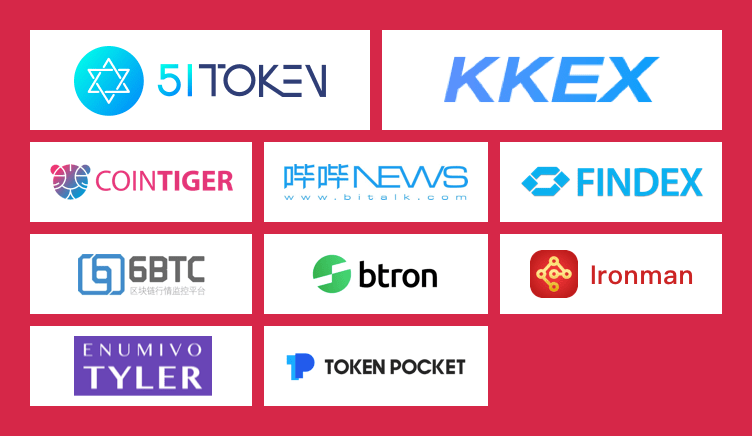 51TOKEN
KKEX
COINTIGER
哔哔NEWS
www.bitalk.com
FINDEX
6BTC
区块链行情监控平台
btron
Ironman
ENUMIVO
TYLER
TOKEN POCKET